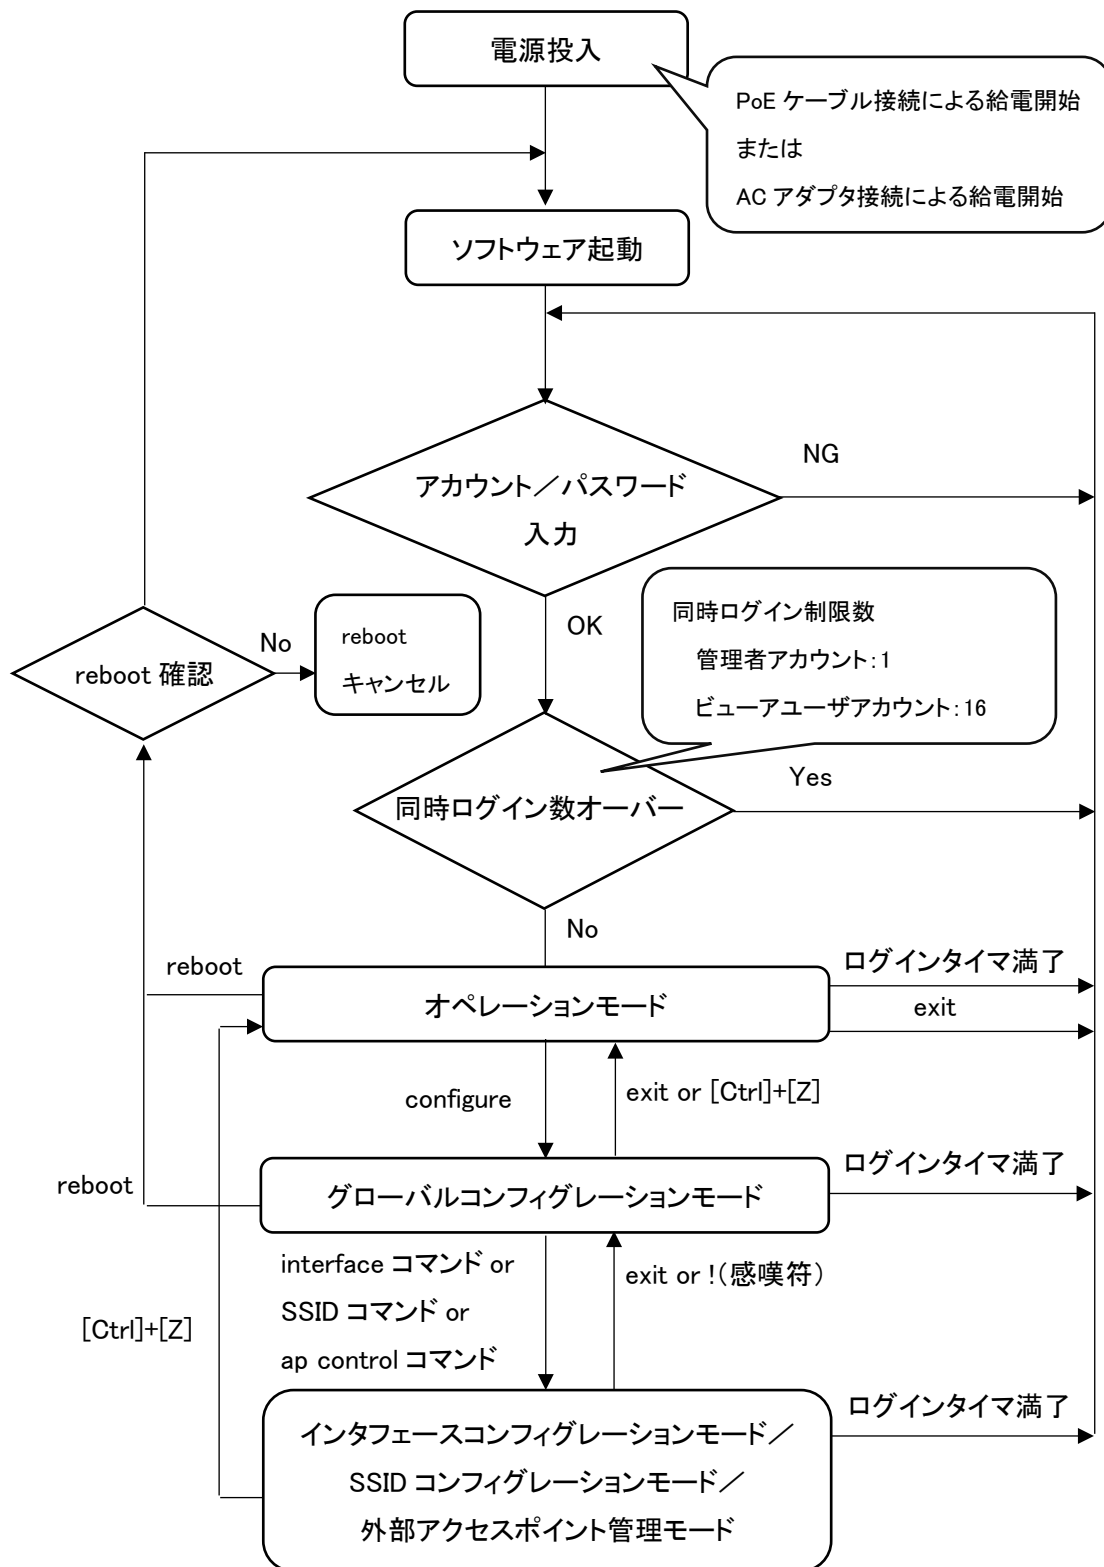 電源投入
PoE ケーブル接続による給電開始
または
AC アダプタ接続による給電開始
ソフトウェア起動
NG
アカウント／パスワード
入力
OK
同時ログイン制限数
管理者アカウント：1
ビューアユーザアカウント：16
No
reboot
キャンセル
reboot 確認
Yes
同時ログイン数オーバー
No
reboot
ログインタイマ満了
オペレーションモード
exit
configure
exit or [Ctrl]+[Z]
ログインタイマ満了
reboot
グローバルコンフィグレーションモード
interface コマンド or
SSID コマンド or
ap control コマンド
exit or !（感嘆符）
[Ctrl]+[Z]
ログインタイマ満了
インタフェースコンフィグレーションモード／
SSID コンフィグレーションモード／
外部アクセスポイント管理モード